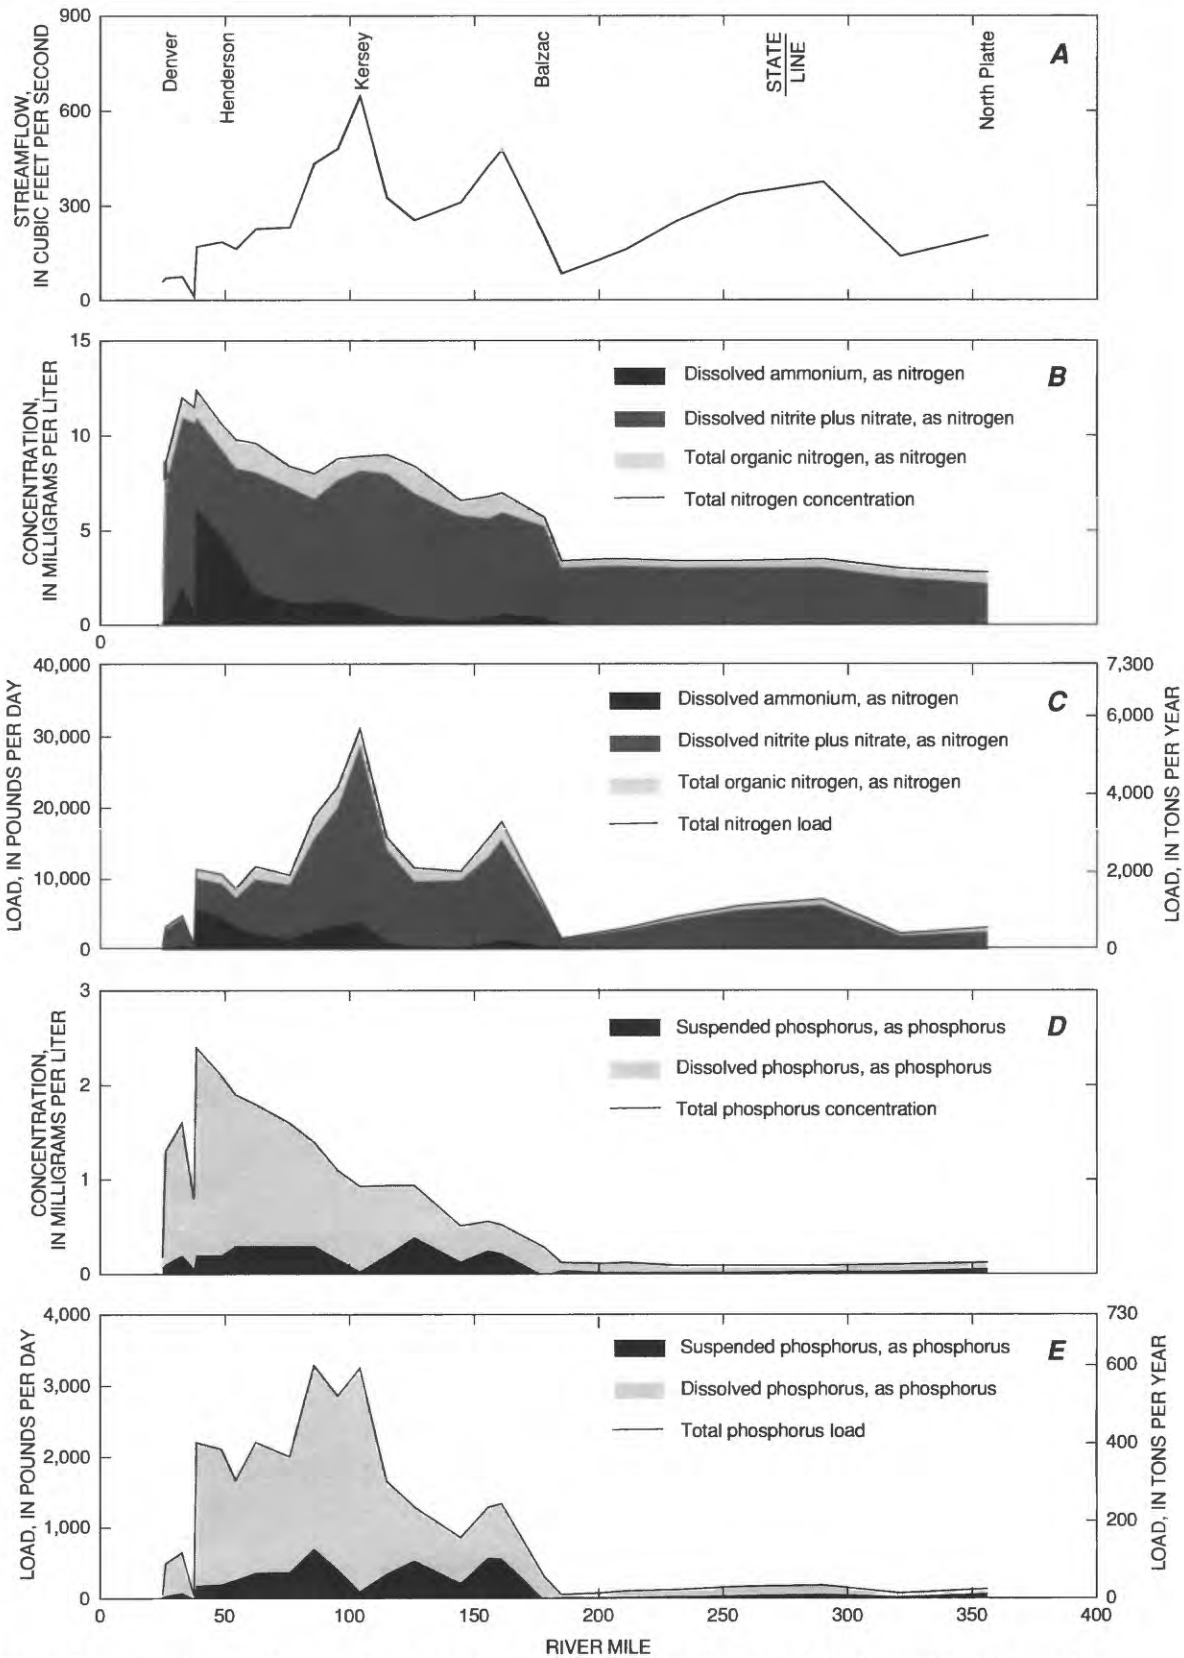 STREAMFLOW,
IN CUBIC FEET PER SECOND
900
600
300
0
Denver
Henderson
Kersey
Balzac
STATE
LINE
North Platte
A
CONCENTRATION,
IN MILLIGRAMS PER LITER
15
10
5
0
0
Dissolved ammonium, as nitrogen
Dissolved nitrite plus nitrate, as nitrogen
Total organic nitrogen, as nitrogen
Total nitrogen concentration
B
LOAD, IN POUNDS PER DAY
40,000
30,000
20,000
10,000
0
Dissolved ammonium, as nitrogen
Dissolved nitrite plus nitrate, as nitrogen
Total organic nitrogen, as nitrogen
Total nitrogen load
C
7,300
6,000
4,000
2,000
0
LOAD, IN TONS PER YEAR
CONCENTRATION,
IN MILLIGRAMS PER LITER
3
2
1
0
Suspended phosphorus, as phosphorus
Dissolved phosphorus, as phosphorus
Total phosphorus concentration
D
LOAD, IN POUNDS PER DAY
4,000
3,000
2,000
1,000
0
Suspended phosphorus, as phosphorus
Dissolved phosphorus, as phosphorus
Total phosphorus load
E
730
600
400
200
0
LOAD, IN TONS PER YEAR
0 50 100 150 200 250 300 350 400
RIVER MILE